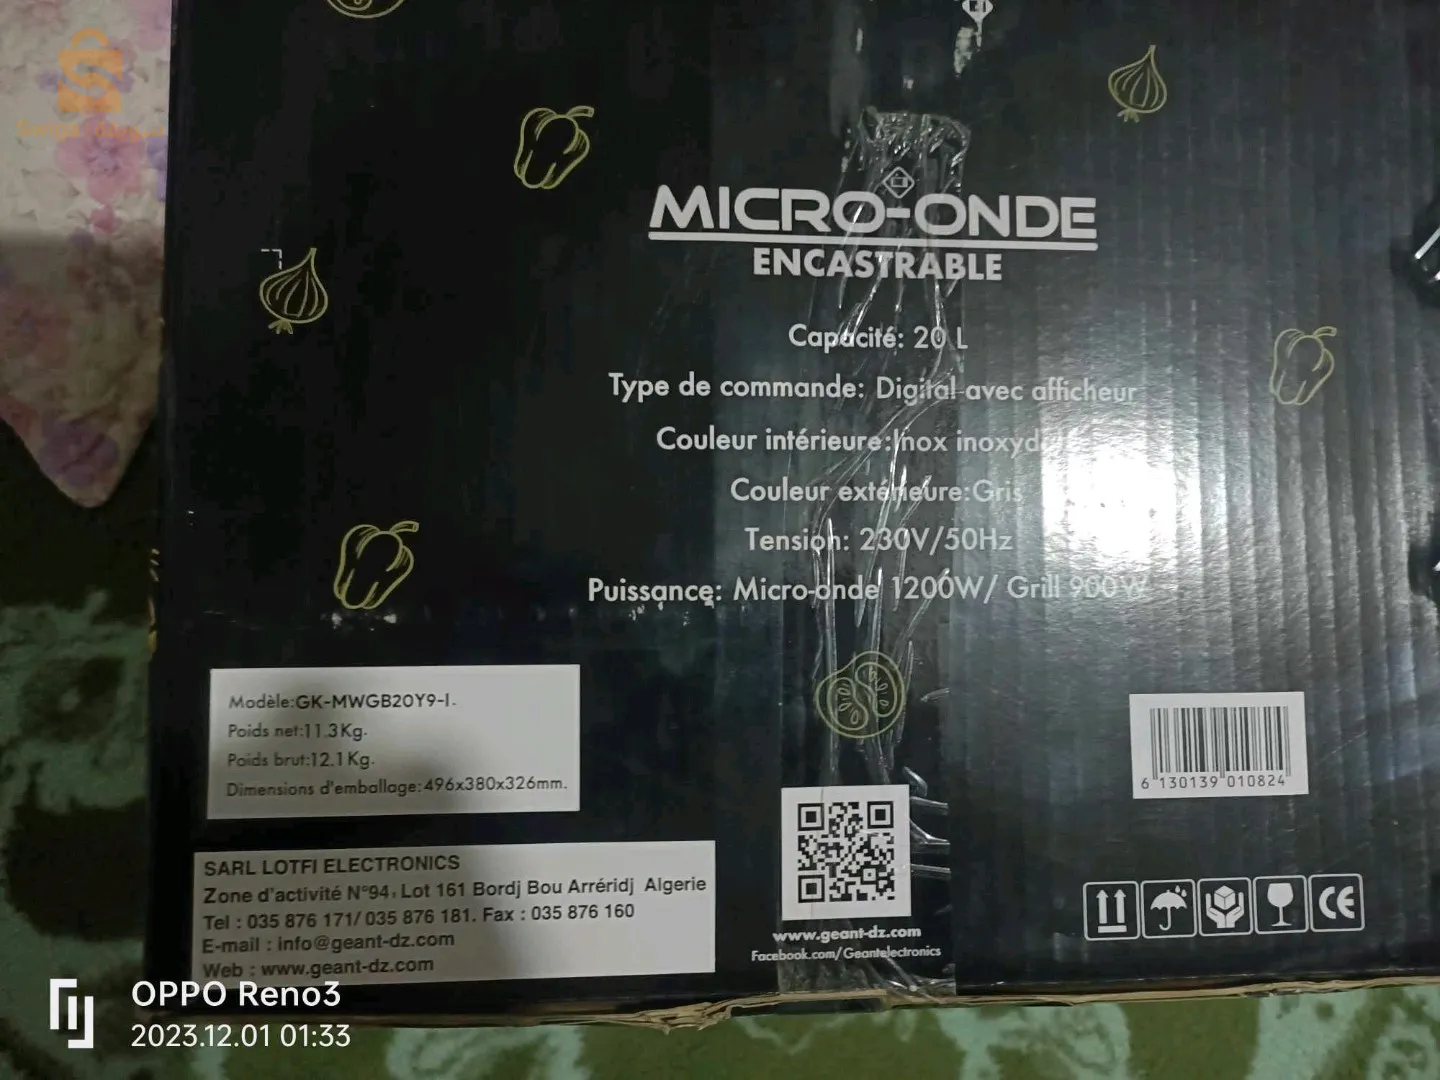 MICRO-ONDE
ENCASTRABLE
Capacité: 20 L
Type de commande: Digital avec afficheur
Couleur intérieure:Inox
Couleur extérieure:Gris
Tension: 230V/50Hz
Puissance: Micro-onde 1200W/ Grill 900W
Modèle:GK-MWGB20Y9-I.
Poids net:11.3Kg.
Poids brut:12.1Kg.
Dimensions d'emballage:496x380x326mm.
6 130139 010824
SARL LOTFI ELECTRONICS
Zone d'activité N°94, Lot 161 Bordj Bou Arréridj Algerie
Tel : 035 876 171/ 035 876 181. Fax : 035 876 160
E-mail : info@geant-dz.com
Web : www.geant-dz.com
www.geant-dz.com
Facebook.com/Geantelectronics
CE
OPPO Reno3
2023.12.01 01:33